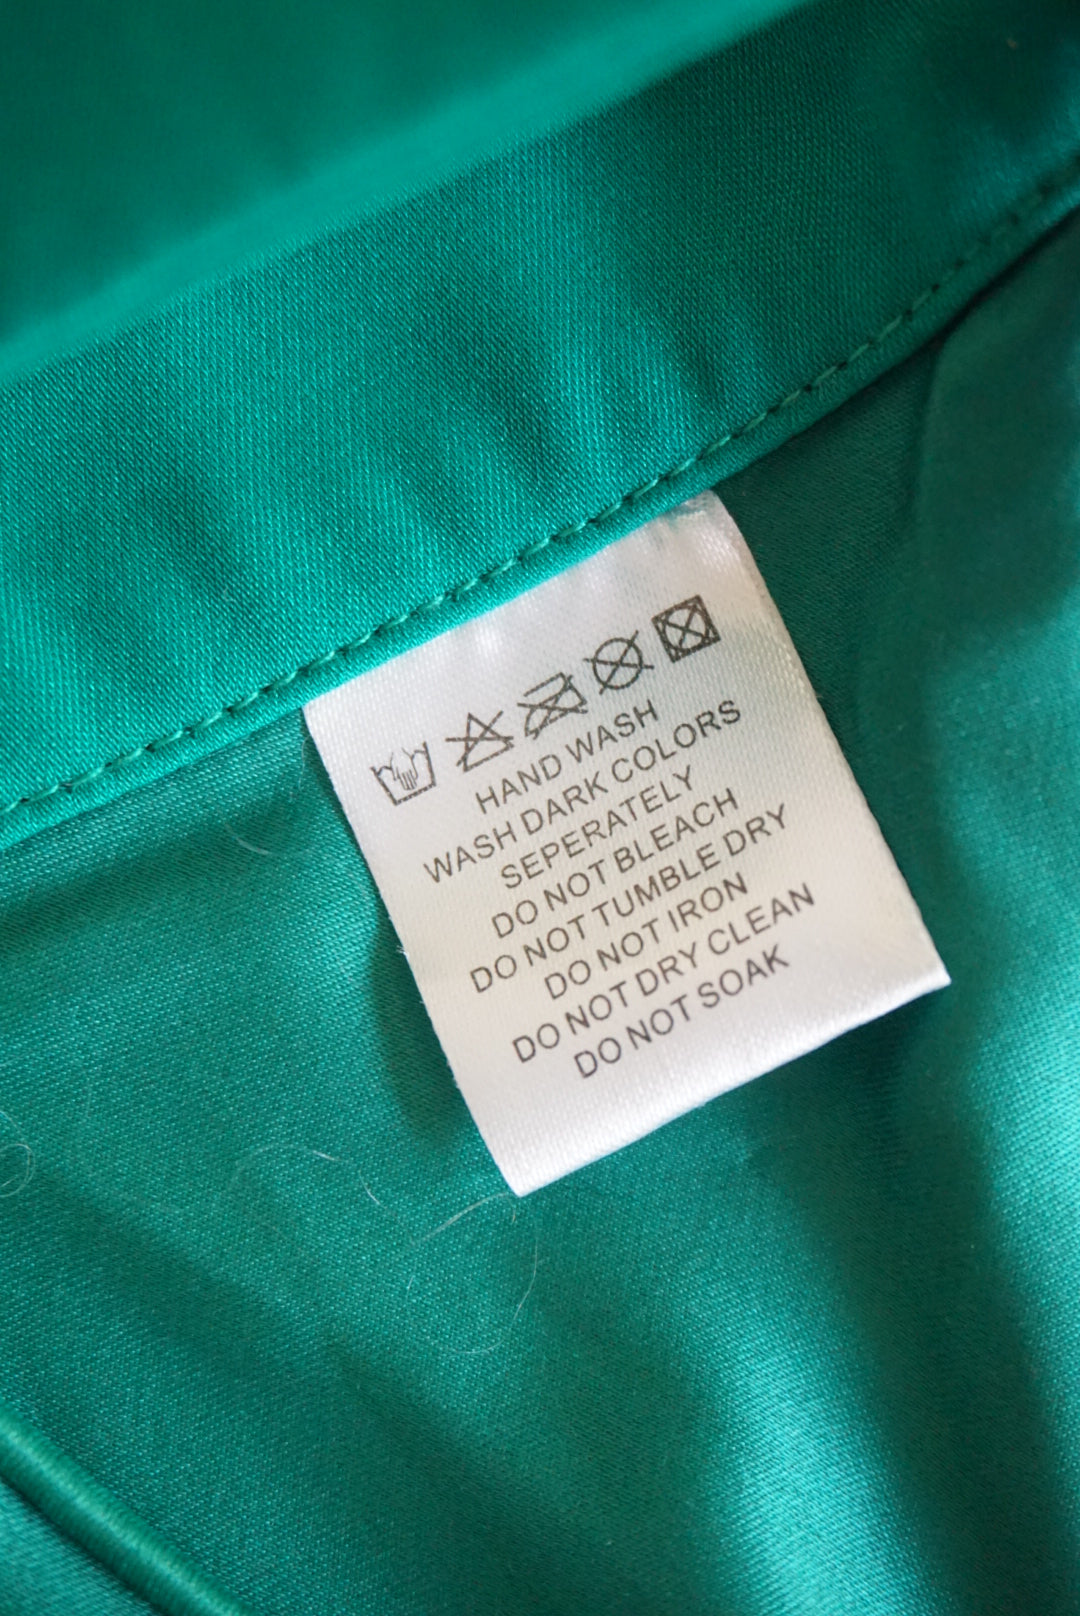 HAND WASH
WASH DARK COLORS
SEPERATELY
DO NOT BLEACH
DO NOT TUMBLE DRY
DO NOT IRON
DO NOT DRY CLEAN
DO NOT SOAK